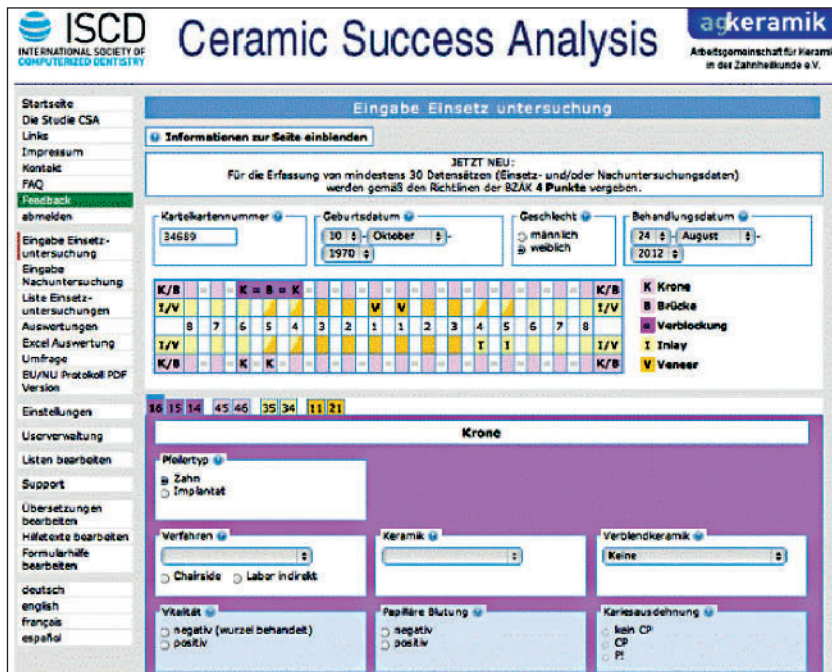 ISCD
INTERNATIONAL SOCIETY OF
COMPUTERIZED DENTISTRY
Ceramic Success Analysis
agkeramik
Arbeitsgemeinschaft für Keramik
in der Zahnheilkunde e.V.
Startseite
Die Studie CSA
Links
Impressum
Kontakt
FAQ
Feedback
abmelden
Eingabe Einsetz-
untersuchung
Eingabe
Nachuntersuchung
Liste Einsetz-
untersuchungen
Auswertungen
Excel Auswertung
Umfrage
EU/NU Protokoll PDF
Version
Einstellungen
Userverwaltung
Listen bearbeiten
Support
Übersetzungen
bearbeiten
Hilfetexte bearbeiten
Formularhilfe
bearbeiten
deutsch
english
français
español
Eingabe Einsetz untersuchung
Informationen zur Seite einblenden
JETZT NEU:
Für die Erfassung von mindestens 30 Datensätzen (Einsetz- und/oder Nachuntersuchungsdaten)
werden gemäß den Richtlinen der BZÄK 4 Punkte vergeben.
Karteikartennummer
34689
Geburtsdatum
10 - Oktober -
1970
Geschlecht
männlich
weiblich
Behandlungsdatum
24 - August -
2012
K/B = = K = B = K = = = = = = = = = = = = K/B
I/V V V I/V
8 7 6 5 4 3 2 1 1 2 3 4 5 6 7 8
I/V I I I/V
K/B = = K = K = = = = = = = = = = = = = K/B
K Krone
B Brücke
= Verblockung
I Inlay
V Veneer
16 15 14 45 46 35 34 11 21
Krone
Pfeilertyp
Zahn
Implantat
Verfahren
Chairside Labor indirekt
Keramik
Verblendkeramik
Keine
Vitalität
negativ (wurzel behandelt)
positiv
Papilläre Blutung
negativ
positiv
Kariesausdehnung
kein CP
CP
P!